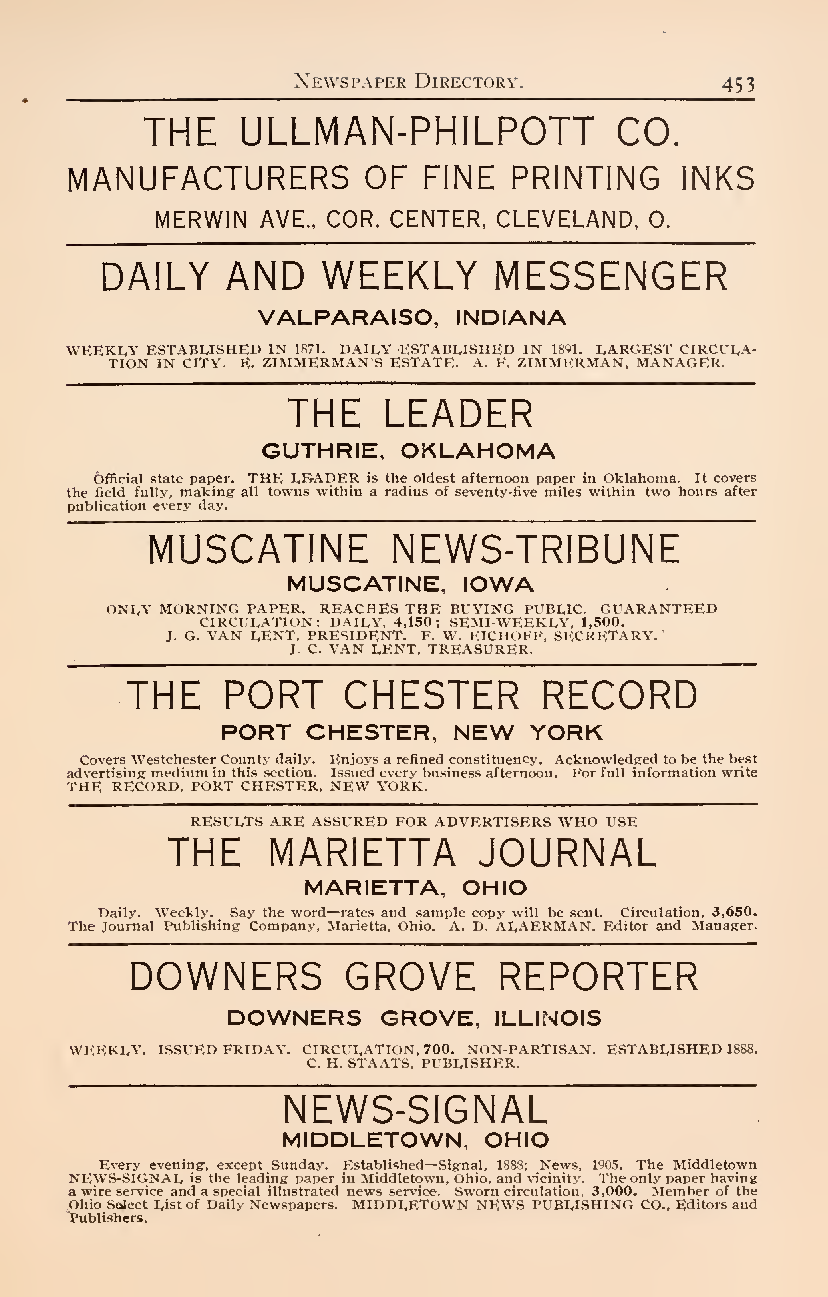 NEWSPAPER DIRECTORY. 453
THE ULLMAN-PHILPOTT CO.
MANUFACTURERS OF FINE PRINTING INKS
MERWIN AVE., COR. CENTER, CLEVELAND, O.
DAILY AND WEEKLY MESSENGER
VALPARAISO, INDIANA
WEEKLY ESTABLISHED IN 1871. DAILY ESTABLISHED IN 1891. LARGEST CIRCULA-
TION IN CITY. E. ZIMMERMAN'S ESTATE. A. F. ZIMMERMAN, MANAGER.
THE LEADER
GUTHRIE, OKLAHOMA
Official state paper. THE LEADER is the oldest afternoon paper in Oklahoma. It covers
the field fully, making all towns within a radius of seventy-five miles within two hours after
publication every day.
MUSCATINE NEWS-TRIBUNE
MUSCATINE, IOWA
ONLY MORNING PAPER. REACHES THE BUYING PUBLIC. GUARANTEED
CIRCULATION: DAILY, 4,150; SEMI-WEEKLY, 1,500.
J. G. VAN LENT, PRESIDENT. F. W. EICHOFF, SECRETARY.
J. C. VAN LENT, TREASURER.
THE PORT CHESTER RECORD
PORT CHESTER, NEW YORK
Covers Westchester County daily. Enjoys a refined constituency. Acknowledged to be the best
advertising medium in this section. Issued every business afternoon. For full information write
THE RECORD, PORT CHESTER, NEW YORK.
RESULTS ARE ASSURED FOR ADVERTISERS WHO USE
THE MARIETTA JOURNAL
MARIETTA, OHIO
Daily. Weekly. Say the word—rates and sample copy will be sent. Circulation, 3,650.
The Journal Publishing Company, Marietta, Ohio. A. D. ALAERMAN. Editor and Manager.
DOWNERS GROVE REPORTER
DOWNERS GROVE, ILLINOIS
WEEKLY. ISSUED FRIDAY. CIRCULATION, 700. NON-PARTISAN. ESTABLISHED 1888.
C. H. STAATS, PUBLISHER.
NEWS-SIGNAL
MIDDLETOWN, OHIO
Every evening, except Sunday. Established—Signal, 1888; News, 1905. The Middletown
NEWS-SIGNAL is the leading paper in Middletown, Ohio, and vicinity. The only paper having
a wire service and a special illustrated news service. Sworn circulation, 3,000. Member of the
Ohio Select List of Daily Newspapers. MIDDLETOWN NEWS PUBLISHING CO., Editors and
Publishers.